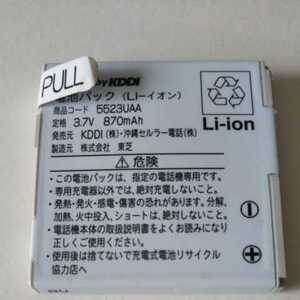 PULL
by KDDI
電池パック (Li-イオン)
商品コード 5523UAA
定格 3.7V 870mAh
発売元 KDDI(株)・沖縄セルラー電話(株)
製造元 株式会社 東芝
Li-ion
⚠危険
•この電池パックは、指定の電話機専用です。
•専用充電器以外では、絶対充電しないこと。
•発熱・発火・感電・傷害の恐れがあります。分解、
加熱、火中投入、ショートは、絶対しないこと。
•電話機本体の取扱説明書をよくお読みになり
正しくご使用ください。
•使用後は捨てないで充電式電池リサイクル
協力店へ